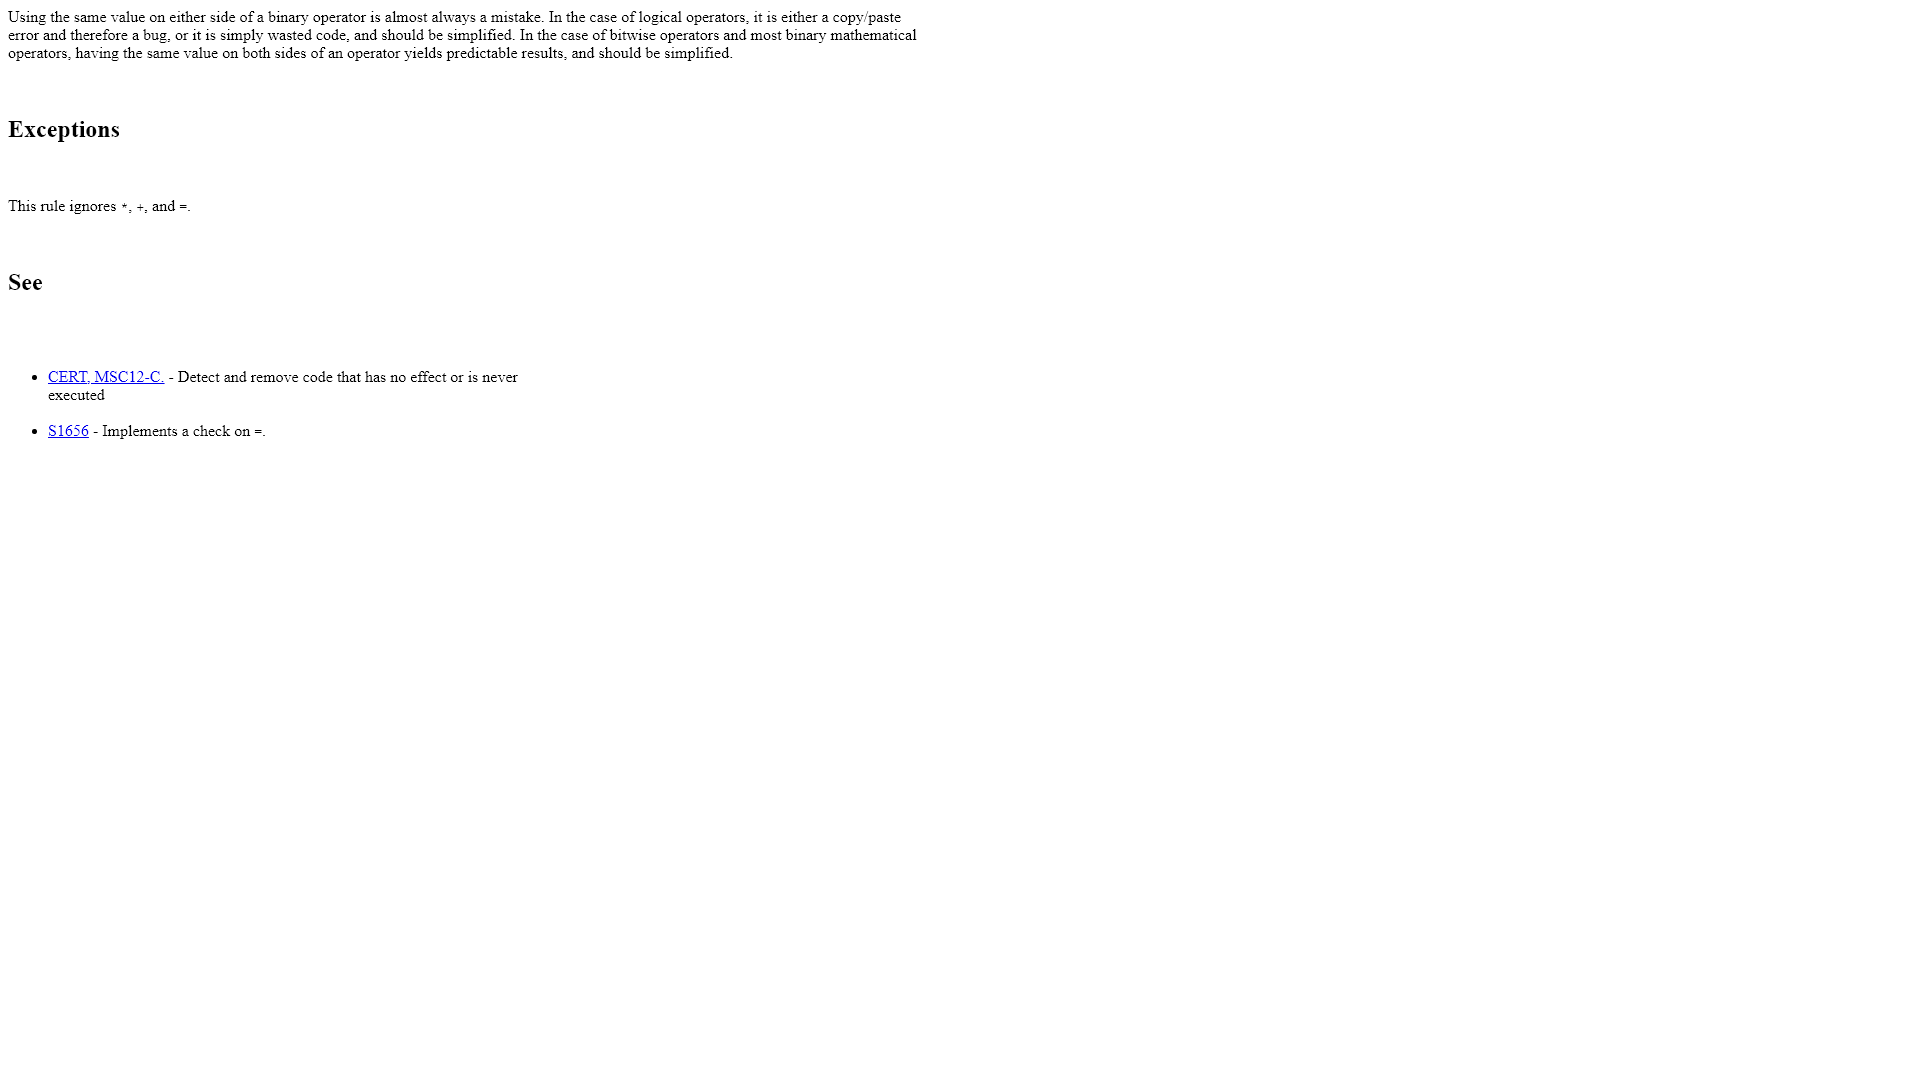 Using the same value on either side of a binary operator is almost always a mistake. In the case of logical operators, it is either a copy/paste
error and therefore a bug, or it is simply wasted code, and should be simplified. In the case of bitwise operators and most binary mathematical
operators, having the same value on both sides of an operator yields predictable results, and should be simplified.
Exceptions
This rule ignores *, +, and =.
See
CERT, MSC12-C. - Detect and remove code that has no effect or is never
executed
S1656 - Implements a check on =.